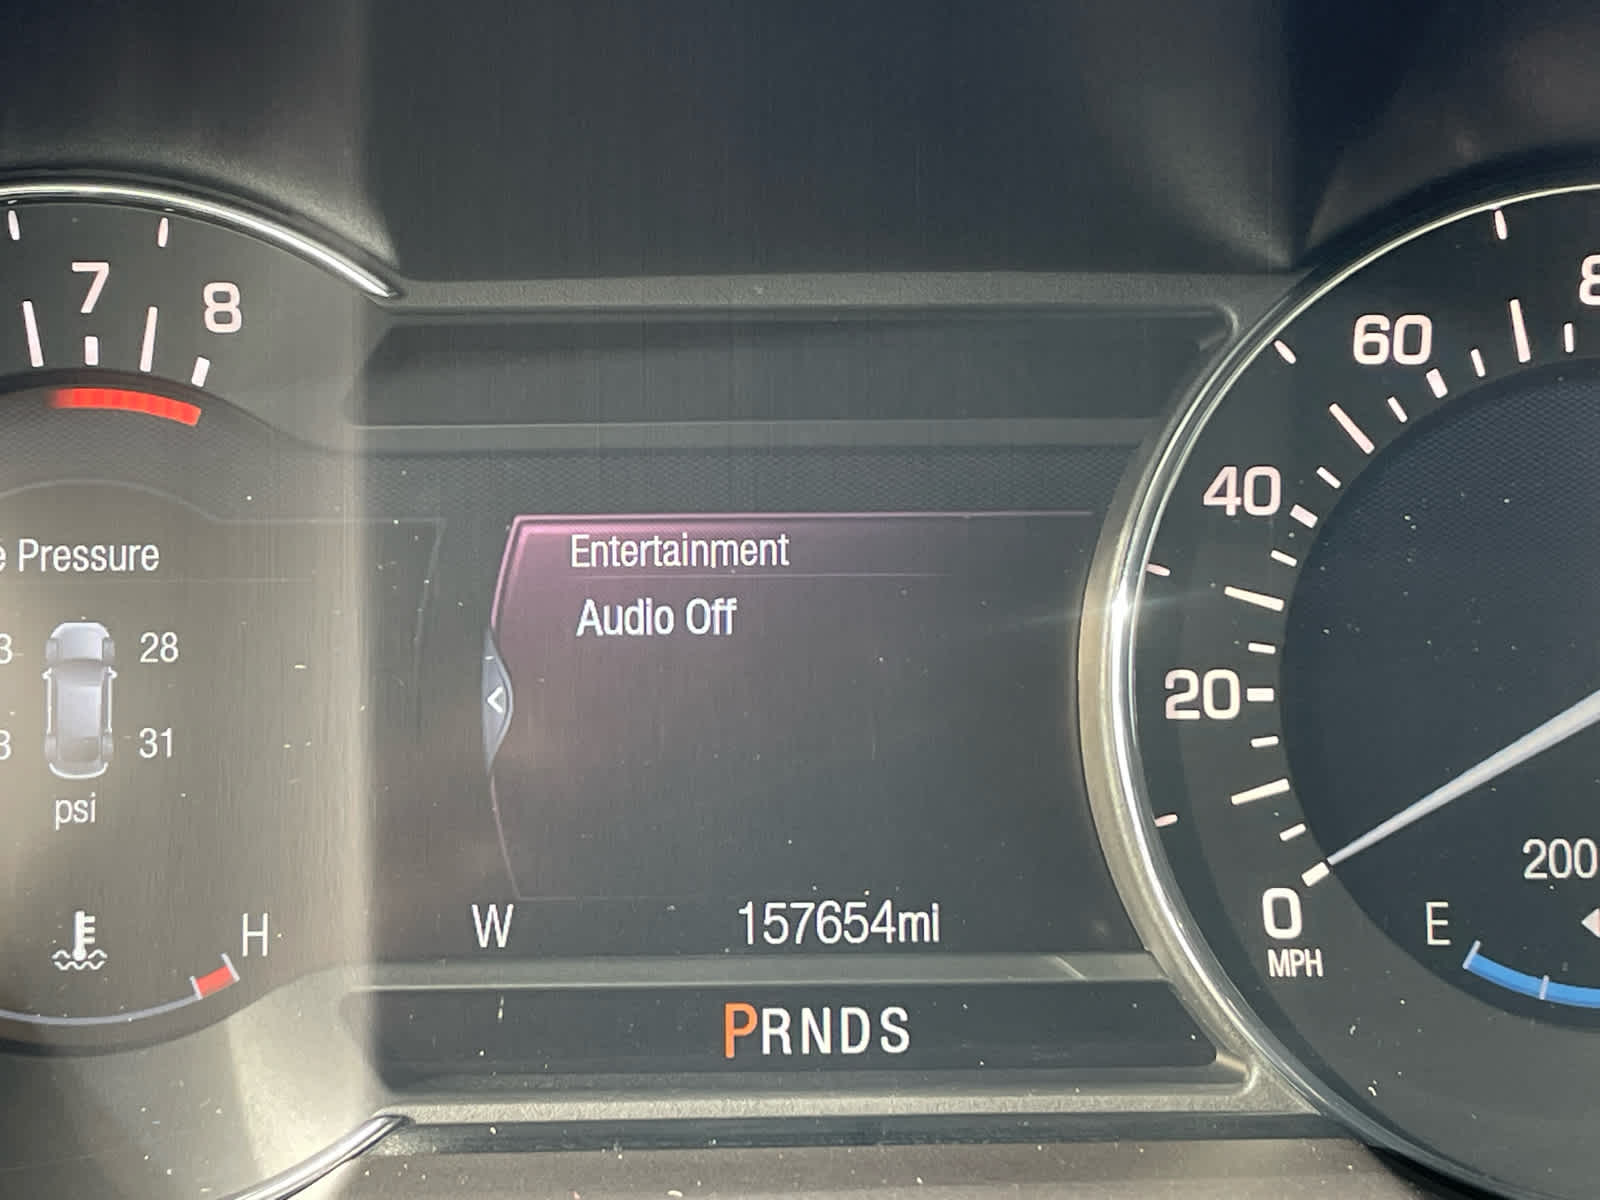 7
8
Pressure
28
31
psi
H
Entertainment
Audio Off
W
157654mi
PRNDS
60
40
20
0
MPH
200
E